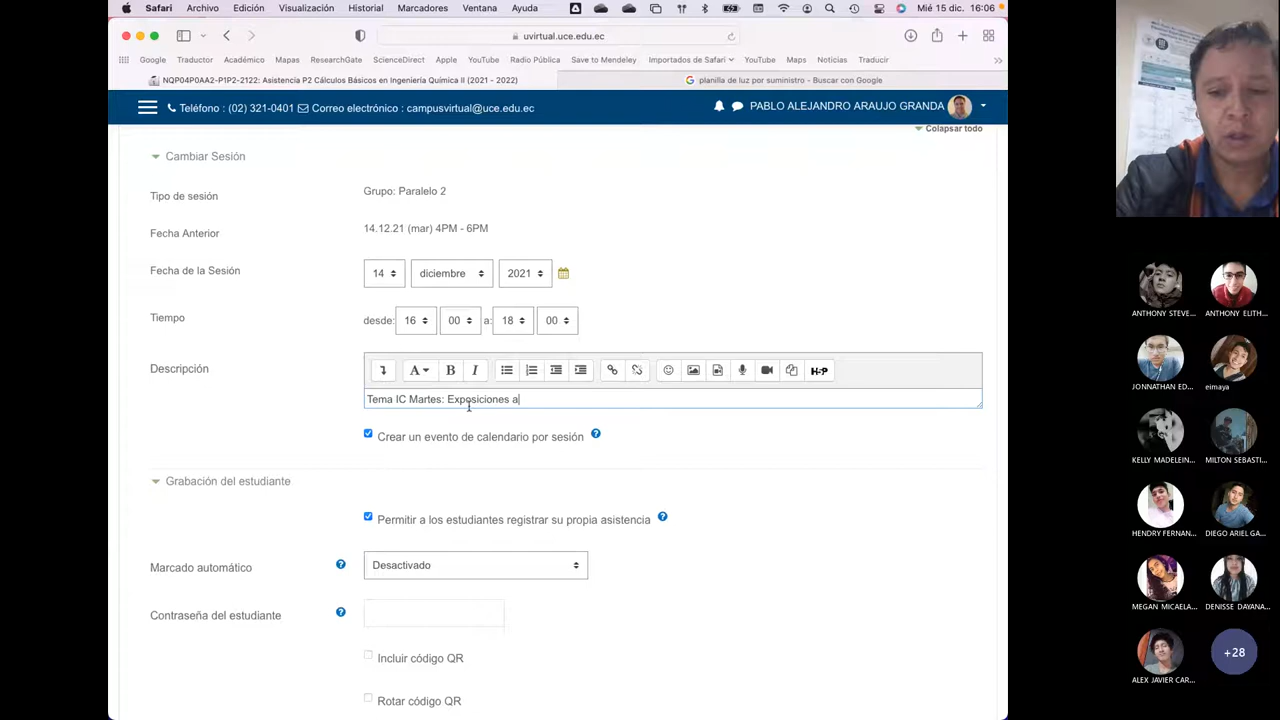 Safari Archivo Edición Visualización Historial Marcadores Ventana Ayuda Mié 15 dic. 16:06
uvirtual.uce.edu.ec
Google Traductor Académico Mapas ResearchGate ScienceDirect Apple YouTube Radio Pública Save to Mendeley Importados de Safari YouTube Maps Noticias Traducir
NQP04P0AA2-P1P2-2122: Asistencia P2 Cálculos Básicos en Ingeniería Química II (2021 - 2022)
planilla de luz por suministro - Buscar con Google
Teléfono : (02) 321-0401 Correo electrónico : campusvirtual@uce.edu.ec
PABLO ALEJANDRO ARAUJO GRANDA
Colapsar todo
Cambiar Sesión
Tipo de sesión Grupo: Paralelo 2
Fecha Anterior 14.12.21 (mar) 4PM - 6PM
Fecha de la Sesión 14 diciembre 2021
Tiempo desde: 16 00 a: 18 00
Descripción
A B I H-P
Tema IC Martes: Exposiciones a
Crear un evento de calendario por sesión
Grabación del estudiante
Permitir a los estudiantes registrar su propia asistencia
Marcado automático Desactivado
Contraseña del estudiante
Incluir código QR
Rotar código QR
ANTHONY STEVE... ANTHONY ELITH...
JONNATHAN ED... eimaya
KELLY MADELEIN... MILTON SEBASTI...
HENDRY FERNAN... DIEGO ARIEL GA...
MEGAN MICAELA... DENISSE DAYANA...
ALEX JAVIER CAR... +28